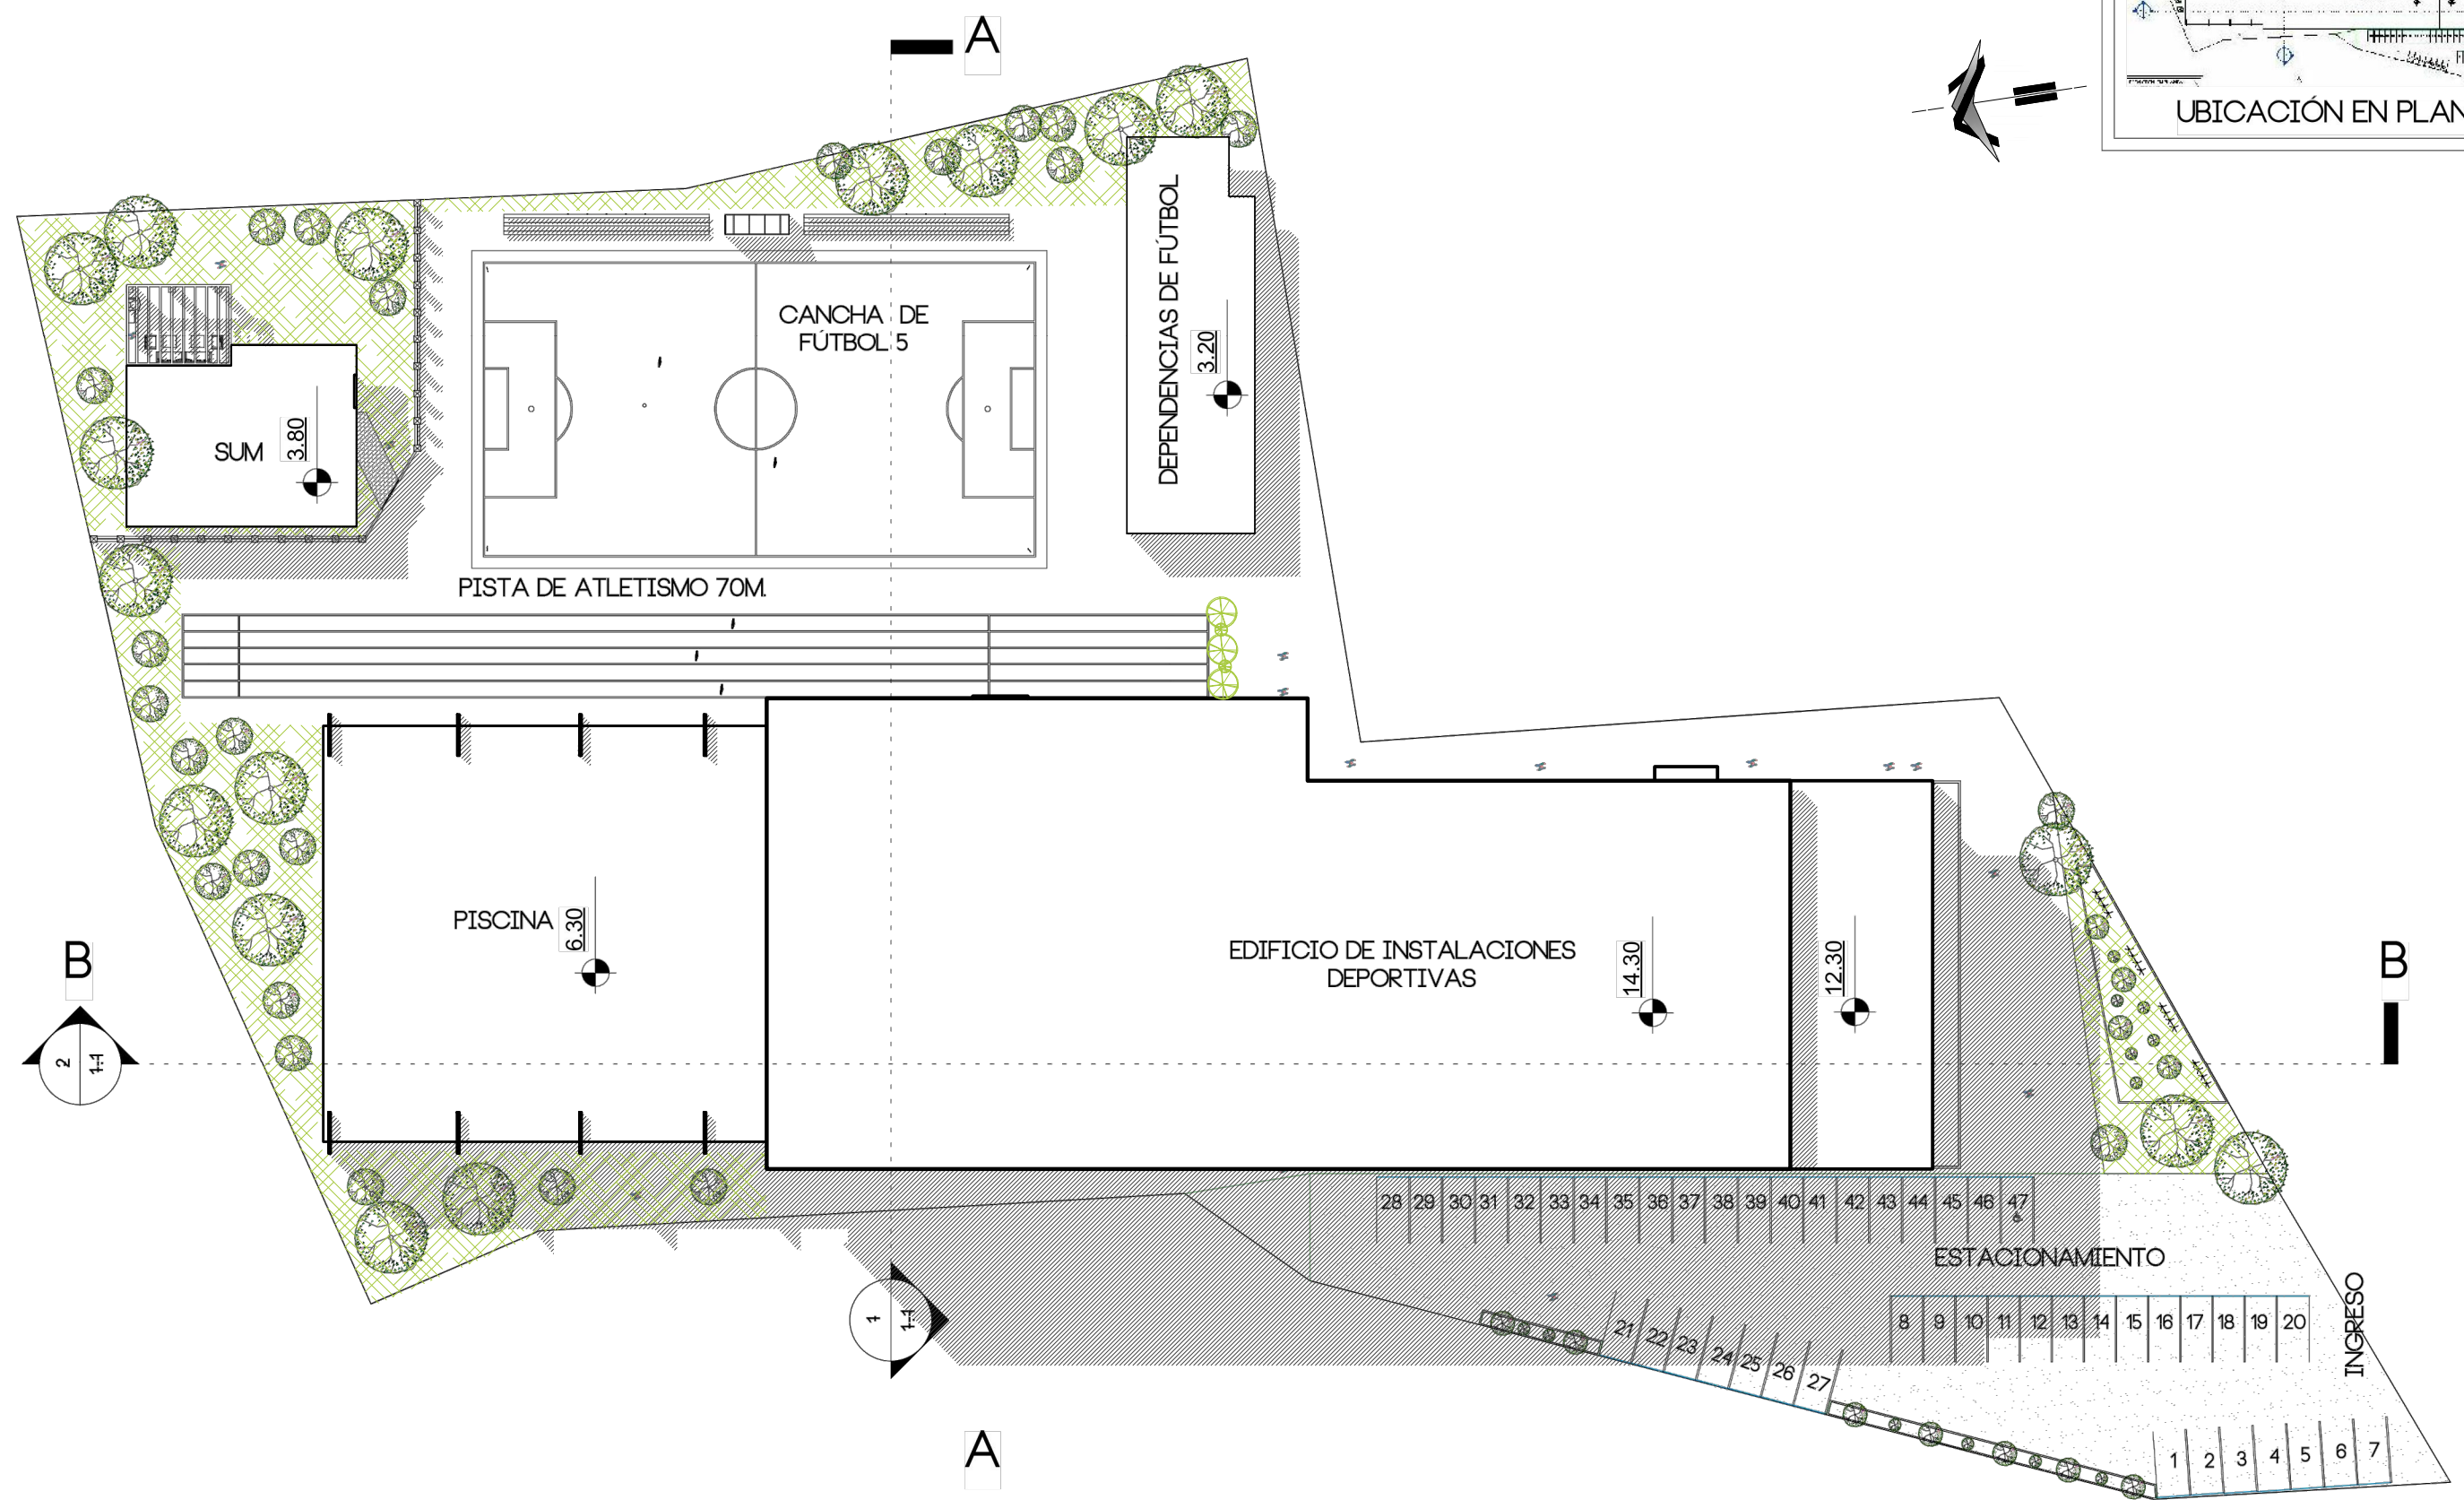 A
UBICACIÓN EN PLAN
CANCHA DE
FÚTBOL 5
DEPENDENCIAS DE FÚTBOL
3.20
SUM
3.80
PISTA DE ATLETISMO 70M.
PISCINA
6.30
EDIFICIO DE INSTALACIONES
DEPORTIVAS
14.30
12.30
B
B
2
1:1
28 29 30 31 32 33 34 35 36 37 38 39 40 41 42 43 44 45 46 47
ESTACIONAMIENTO
INGRESO
8 9 10 11 12 13 14 15 16 17 18 19 20
21 22 23 24 25 26 27
1
1:1
A
1 2 3 4 5 6 7